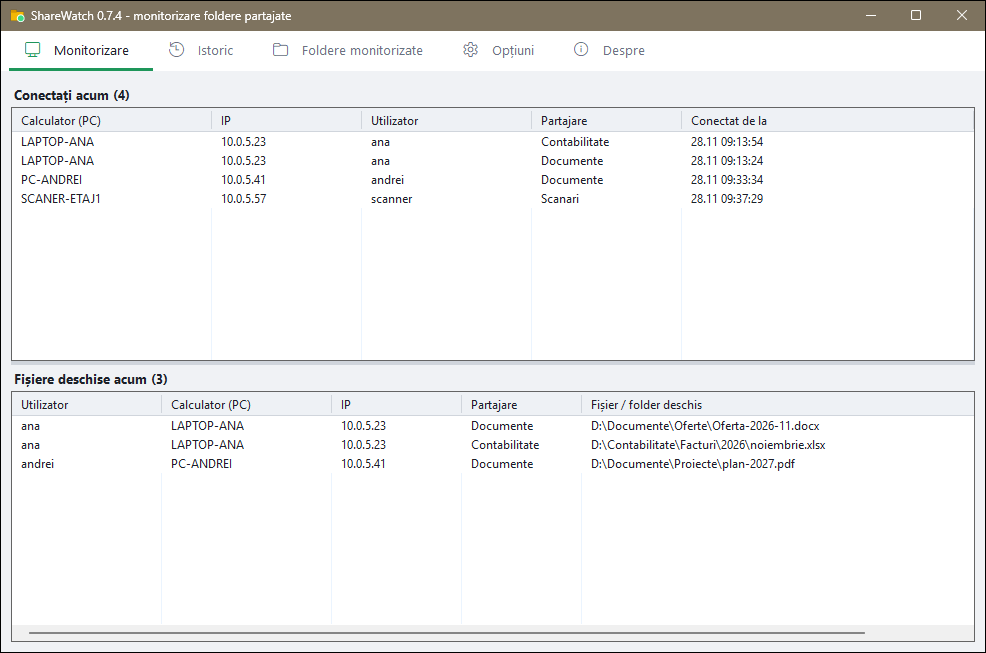 ShareWatch 0.7.4 - monitorizare foldere partajate
Monitorizare Istoric Foldere monitorizate Opțiuni Despre
Conectați acum (4)
Calculator (PC) IP Utilizator Partajare Conectat de la
LAPTOP-ANA 10.0.5.23 ana Contabilitate 28.11 09:13:54
LAPTOP-ANA 10.0.5.23 ana Documente 28.11 09:13:24
PC-ANDREI 10.0.5.41 andrei Documente 28.11 09:33:34
SCANER-ETAJ1 10.0.5.57 scanner Scanari 28.11 09:37:29
Fișiere deschise acum (3)
Utilizator Calculator (PC) IP Partajare Fișier / folder deschis
ana LAPTOP-ANA 10.0.5.23 Documente D:\Documente\Oferte\Oferta-2026-11.docx
ana LAPTOP-ANA 10.0.5.23 Contabilitate D:\Contabilitate\Facturi\2026\noiembrie.xlsx
andrei PC-ANDREI 10.0.5.41 Documente D:\Documente\Proiecte\plan-2027.pdf